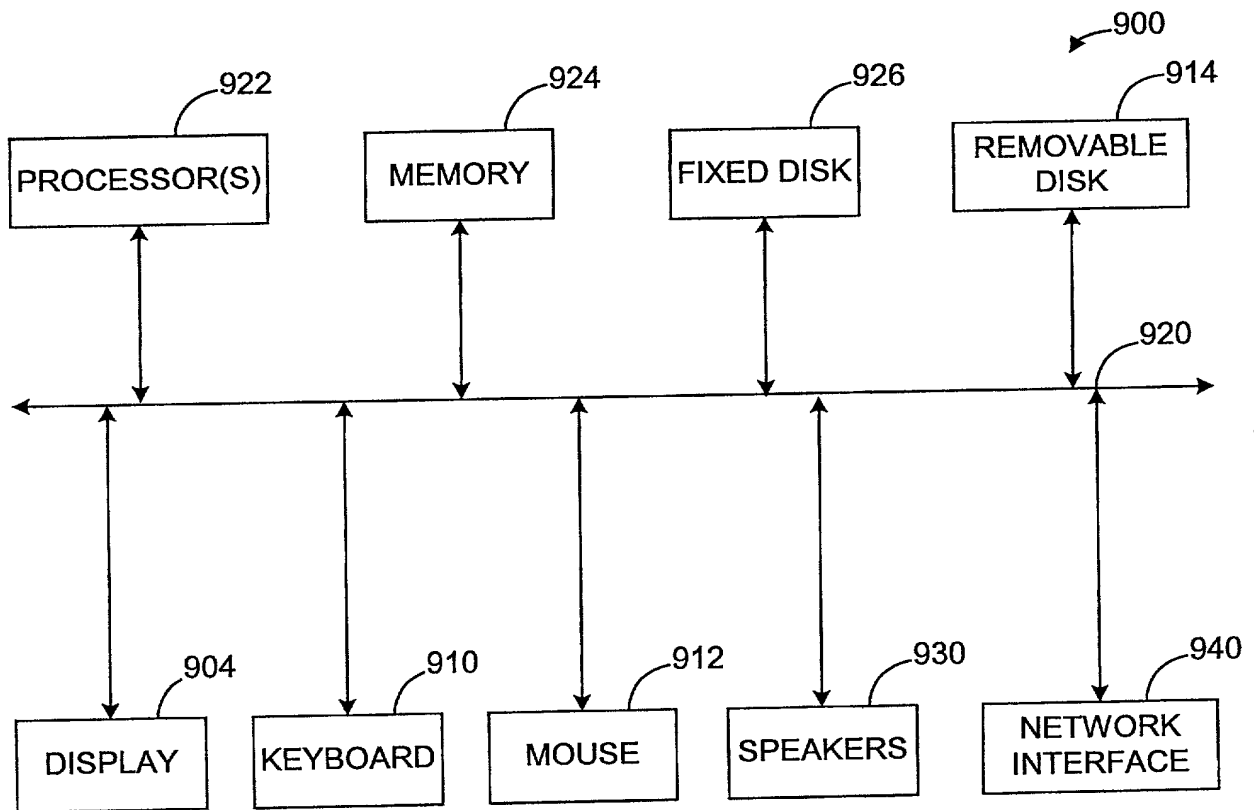 900
922
924
926
914
PROCESSOR(S)
MEMORY
FIXED DISK
REMOVABLE
DISK
920
904
910
912
930
940
DISPLAY
KEYBOARD
MOUSE
SPEAKERS
NETWORK
INTERFACE